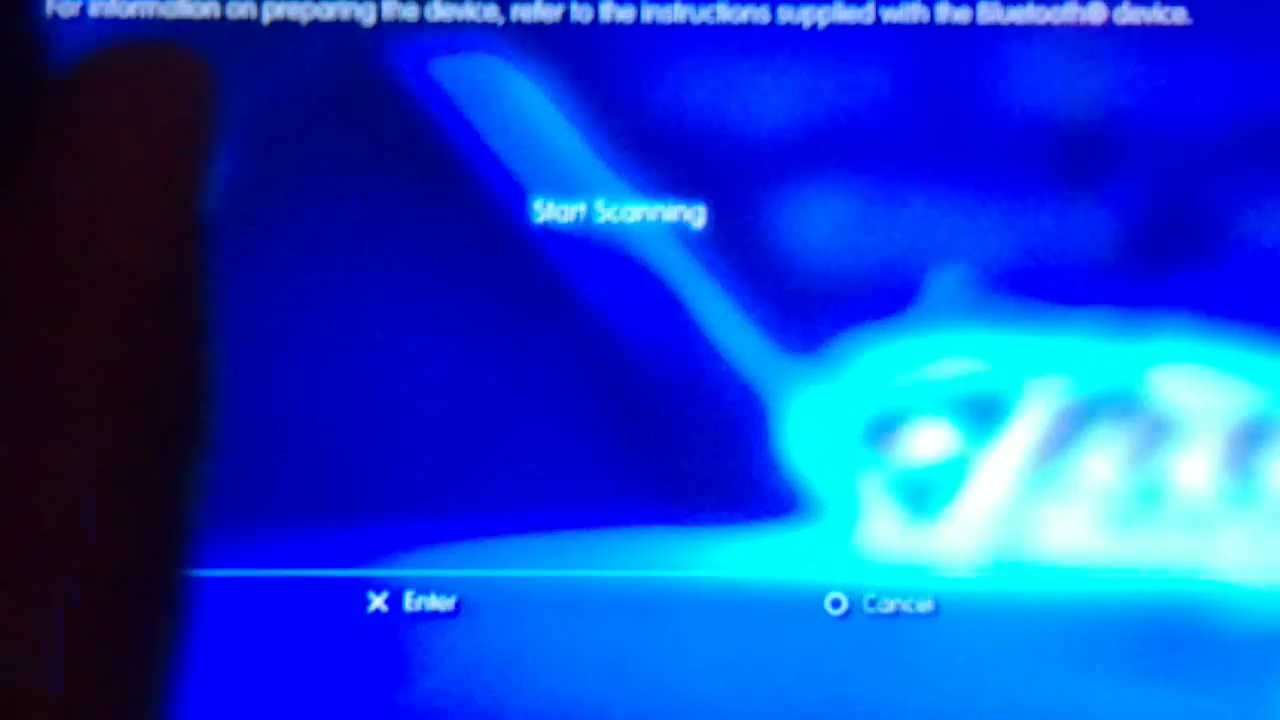 For information on preparing the device, refer to the instructions supplied with the Bluetooth® device.
Start Scanning
Enter
Cancel